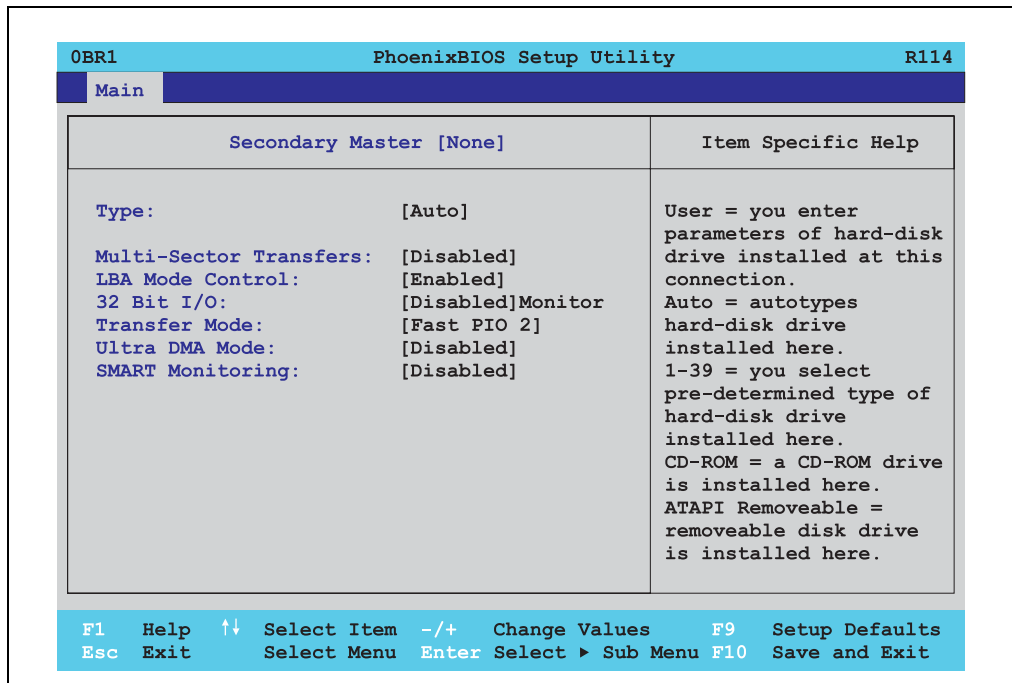 0BR1 PhoenixBIOS Setup Utility R114
Main
Secondary Master [None]
Item Specific Help
Type: [Auto]
Multi-Sector Transfers: [Disabled]
LBA Mode Control: [Enabled]
32 Bit I/O: [Disabled]Monitor
Transfer Mode: [Fast PIO 2]
Ultra DMA Mode: [Disabled]
SMART Monitoring: [Disabled]
User = you enter
parameters of hard-disk
drive installed at this
connection.
Auto = autotypes
hard-disk drive
installed here.
1-39 = you select
pre-determined type of
hard-disk drive
installed here.
CD-ROM = a CD-ROM drive
is installed here.
ATAPI Removeable =
removeable disk drive
is installed here.
F1 Help ↑↓ Select Item -/+ Change Values F9 Setup Defaults
Esc Exit Select Menu Enter Select ▶ Sub Menu F10 Save and Exit